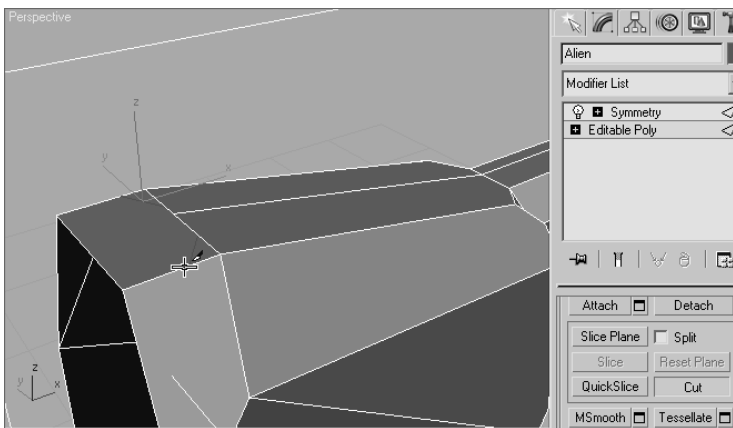 Perspective
z
y
x
z
y
x
Alien
Modifier List
Symmetry
Editable Poly
Attach
Detach
Slice Plane
Split
Slice
Reset Plane
QuickSlice
Cut
MSmooth
Tessellate